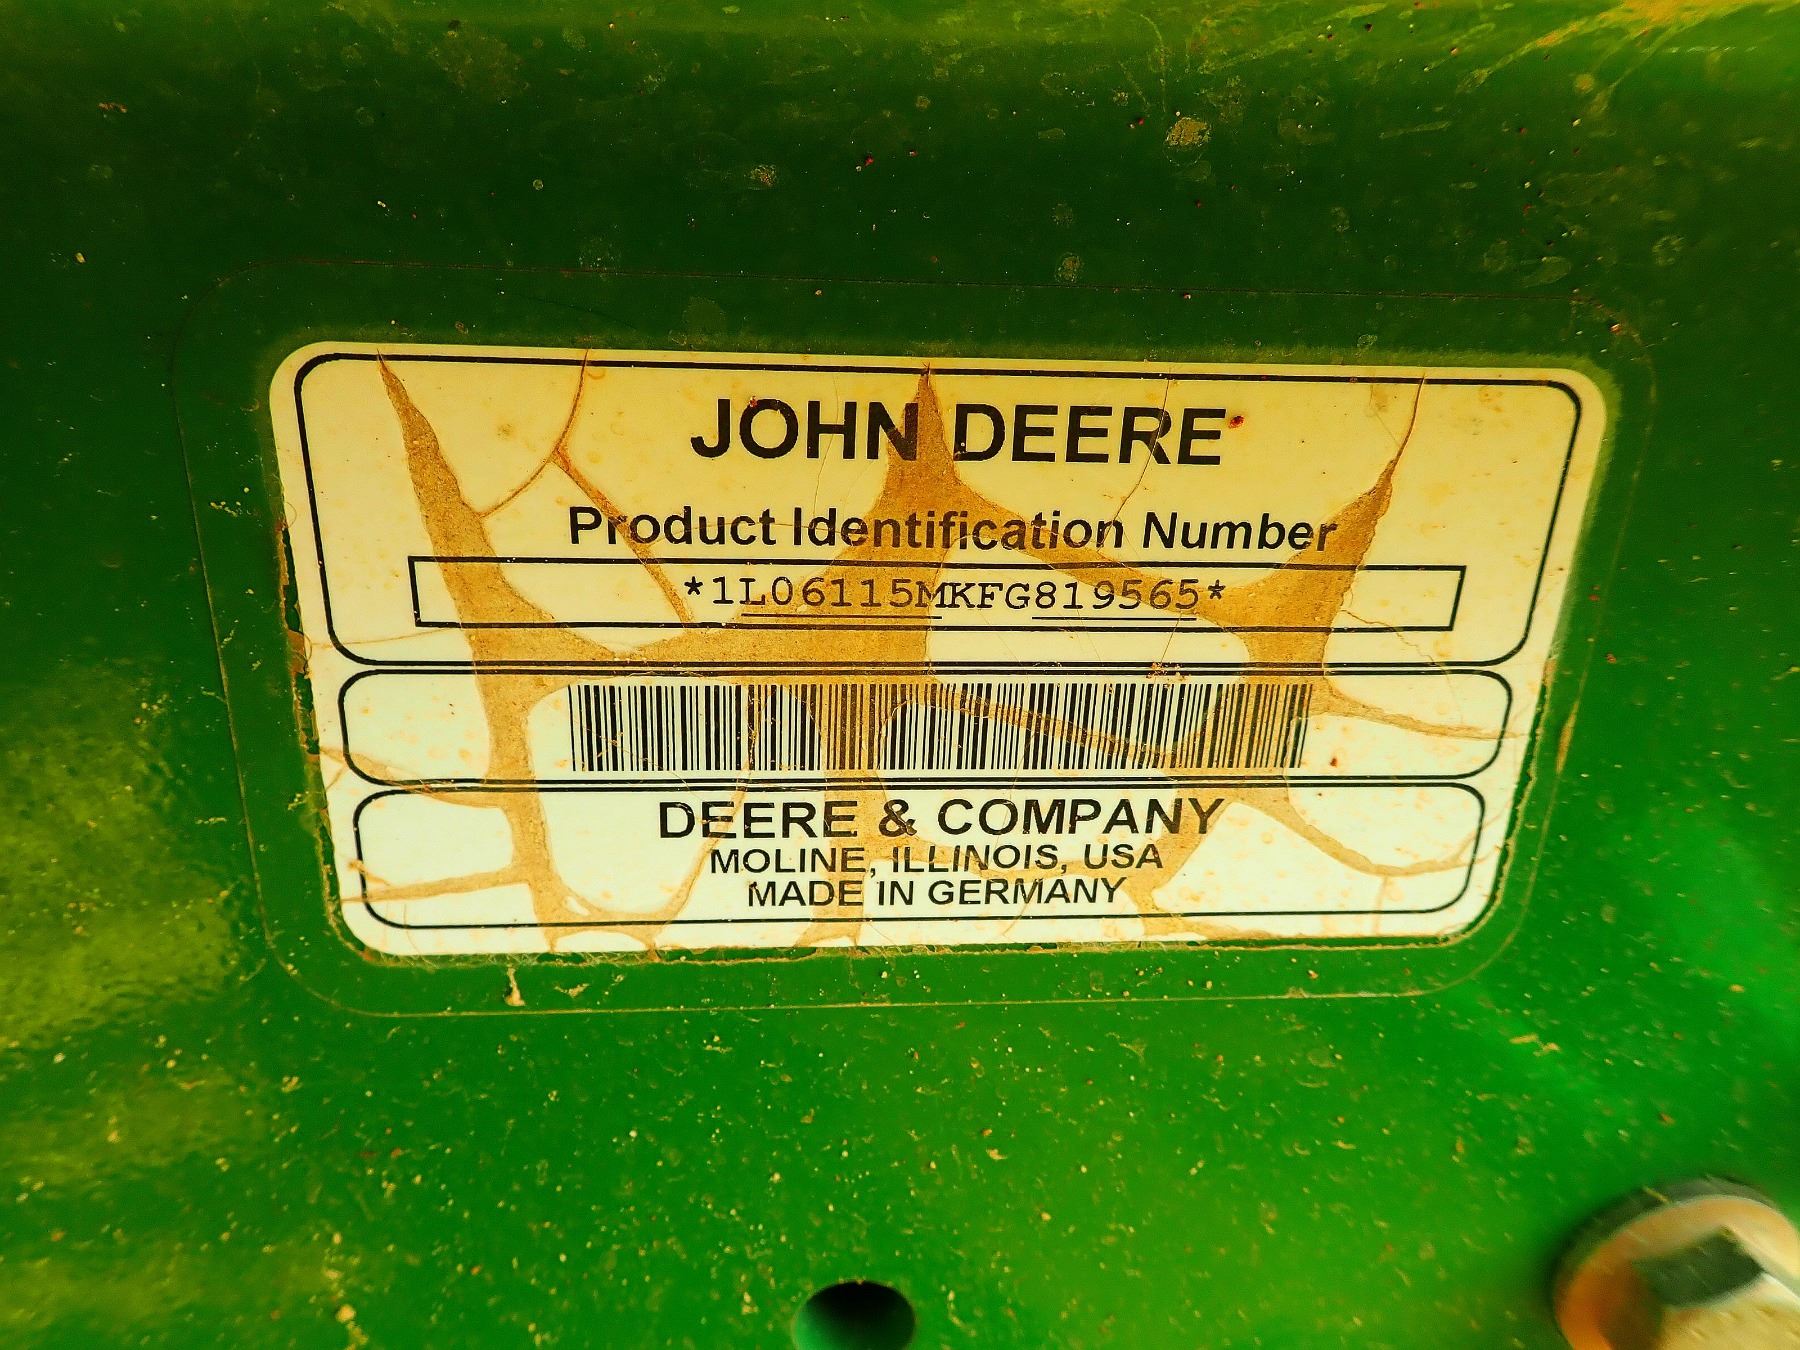 JOHN DEERE
Product Identification Number
*1L06115MKFG819565*
DEERE & COMPANY
MOLINE, ILLINOIS, USA
MADE IN GERMANY